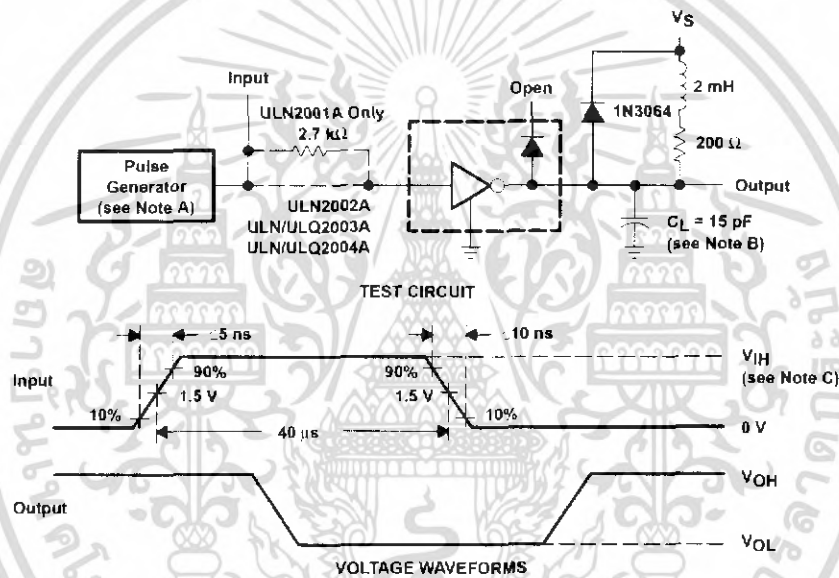 VS
Input
Open
ULN2001A Only
2.7 kΩ
1N3064
2 mH
200 Ω
Pulse
Generator
(see Note A)
Output
ULN2002A
ULN/ULQ2003A
ULN/ULQ2004A
CL = 15 pF
(see Note B)
TEST CIRCUIT
5 ns
10 ns
Input
VIH
(see Note C)
90%
90%
1.5 V
1.5 V
10%
10%
40 µs
0 V
Output
VOH
VOL
VOLTAGE WAVEFORMS